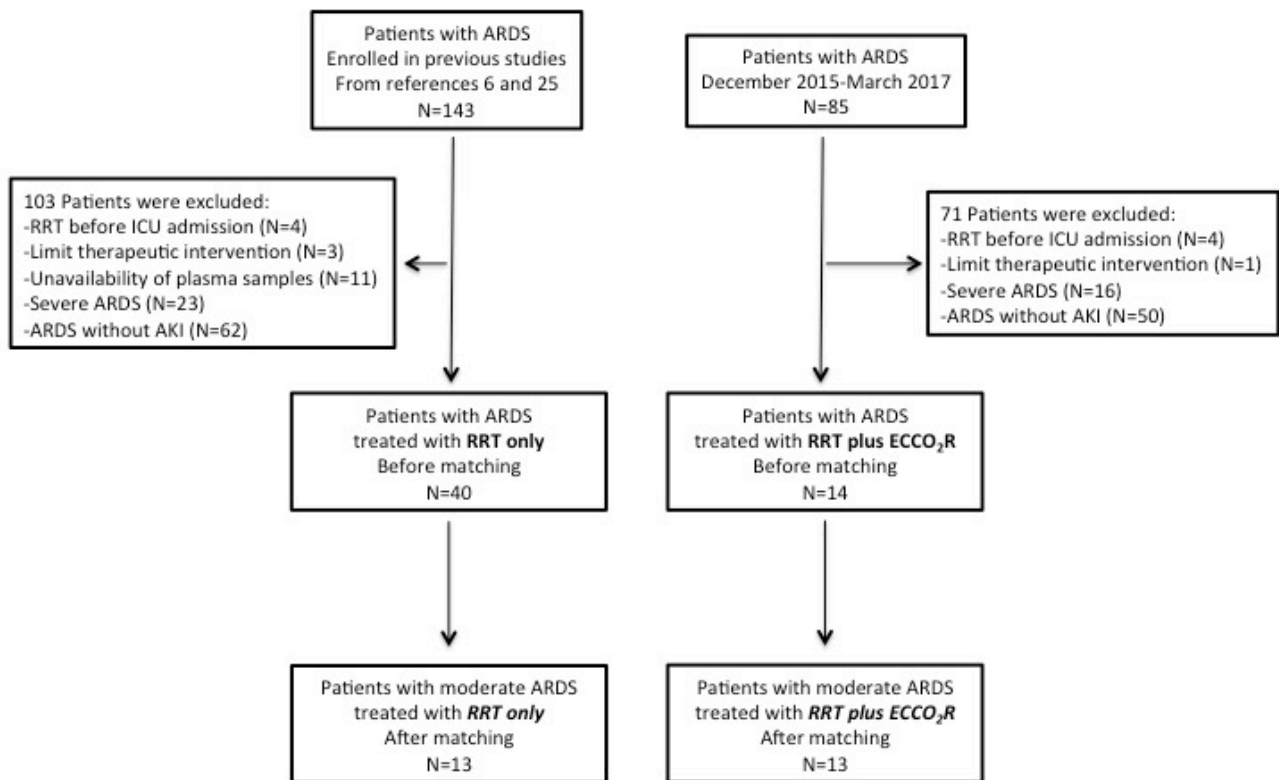 Patients with ARDS
Enrolled in previous studies
From references 6 and 25
N=143
Patients with ARDS
December 2015-March 2017
N=85
103 Patients were excluded:
-RRT before ICU admission (N=4)
-Limit therapeutic intervention (N=3)
-Unavailability of plasma samples (N=11)
-Severe ARDS (N=23)
-ARDS without AKI (N=62)
71 Patients were excluded:
-RRT before ICU admission (N=4)
-Limit therapeutic intervention (N=1)
-Severe ARDS (N=16)
-ARDS without AKI (N=50)
Patients with ARDS
treated with RRT only
Before matching
N=40
Patients with ARDS
treated with RRT plus ECCO₂R
Before matching
N=14
Patients with moderate ARDS
treated with RRT only
After matching
N=13
Patients with moderate ARDS
treated with RRT plus ECCO₂R
After matching
N=13